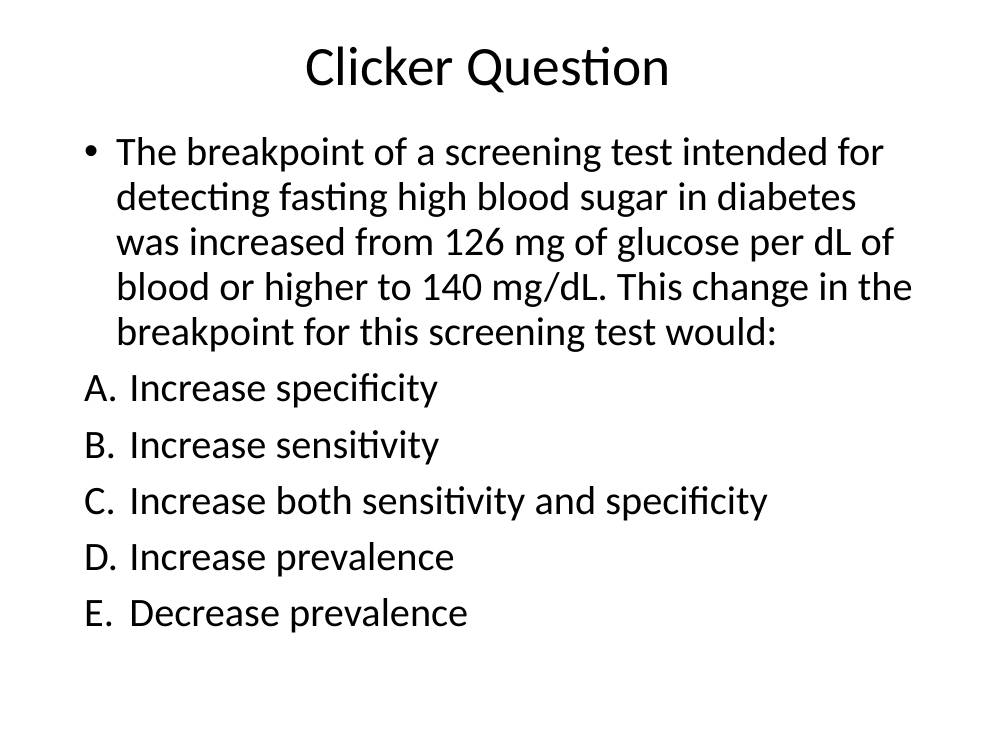 Clicker Question
• The breakpoint of a screening test intended for
detecting fasting high blood sugar in diabetes
was increased from 126 mg of glucose per dL of
blood or higher to 140 mg/dL. This change in the
breakpoint for this screening test would:
A. Increase specificity
B. Increase sensitivity
C. Increase both sensitivity and specificity
D. Increase prevalence
E. Decrease prevalence